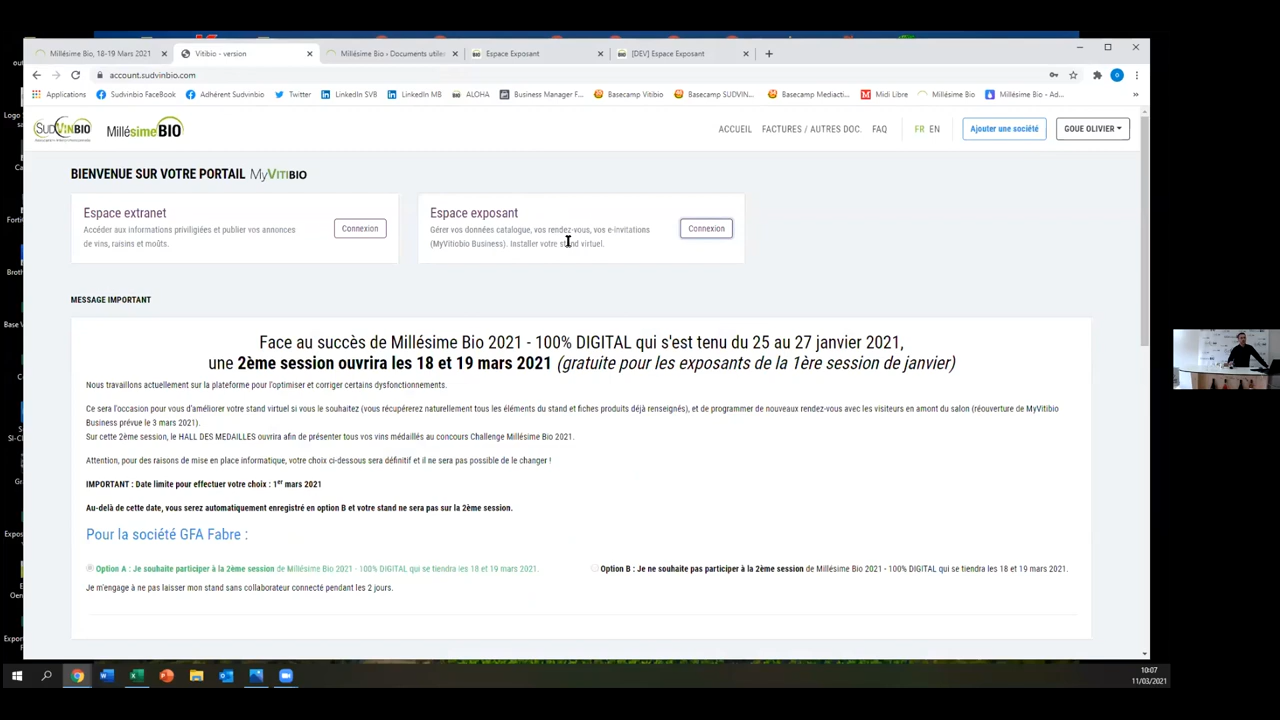 Millésime Bio, 18-19 Mars 2021
Vitibio - version
Millésime Bio › Documents utiles
Espace Exposant
[DEV] Espace Exposant
account.sudvinbio.com
Applications
Sudvinbio FaceBook
Adhérent Sudvinbio
Twitter
LinkedIn SVB
LinkedIn MB
ALOHA
Business Manager F...
Basecamp Vitibio
Basecamp SUDVIN...
Basecamp Mediacti...
Midi Libre
Millésime Bio
Millésime Bio - Ad...
SUDVINBIO
Millésime BIO
ACCUEIL
FACTURES / AUTRES DOC.
FAQ
FR EN
Ajouter une société
GOUE OLIVIER
BIENVENUE SUR VOTRE PORTAIL MyVITIBIO
Espace extranet
Accéder aux informations priviligiées et publier vos annonces
de vins, raisins et moûts.
Connexion
Espace exposant
Gérer vos données catalogue, vos rendez-vous, vos e-invitations
(MyVitiobio Business). Installer votre stand virtuel.
Connexion
MESSAGE IMPORTANT
Face au succès de Millésime Bio 2021 - 100% DIGITAL qui s'est tenu du 25 au 27 janvier 2021,
une 2ème session ouvrira les 18 et 19 mars 2021 (gratuite pour les exposants de la 1ère session de janvier)
Nous travaillons actuellement sur la plateforme pour l'optimiser et corriger certains dysfonctionnements.
Ce sera l'occasion pour vous d'améliorer votre stand virtuel si vous le souhaitez (vous récupérerez naturellement tous les éléments du stand et fiches produits déjà renseignés), et de programmer de nouveaux rendez-vous avec les visiteurs en amont du salon (réouverture de MyVitibio
Business prévue le 3 mars 2021).
Sur cette 2ème session, le HALL DES MEDAILLES ouvrira afin de présenter tous vos vins médaillés au concours Challenge Millésime Bio 2021.
Attention, pour des raisons de mise en place informatique, votre choix ci-dessous sera définitif et il ne sera pas possible de le changer !
IMPORTANT : Date limite pour effectuer votre choix : 1er mars 2021
Au-delà de cette date, vous serez automatiquement enregistré en option B et votre stand ne sera pas sur la 2ème session.
Pour la société GFA Fabre :
Option A : Je souhaite participer à la 2ème session de Millésime Bio 2021 - 100% DIGITAL qui se tiendra les 18 et 19 mars 2021.
Option B : Je ne souhaite pas participer à la 2ème session de Millésime Bio 2021 - 100% DIGITAL qui se tiendra les 18 et 19 mars 2021.
Je m'engage à ne pas laisser mon stand sans collaborateur connecté pendant les 2 jours.
10:07
11/03/2021